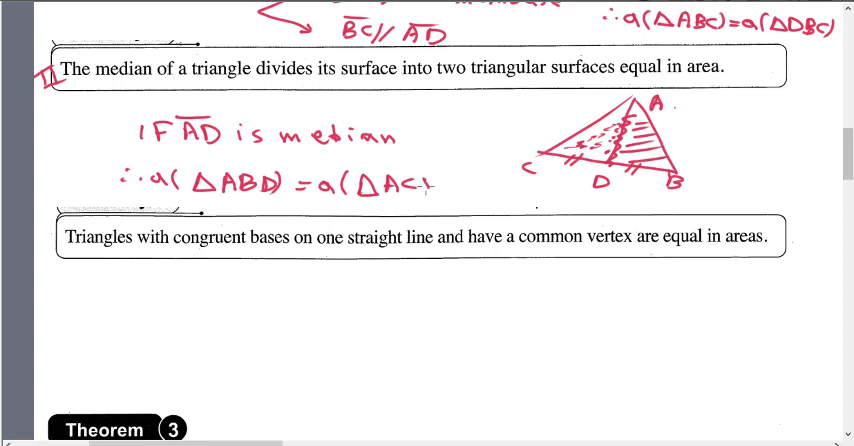 BC // AD
∴ a(ΔABC) = a(ΔDBC)
II The median of a triangle divides its surface into two triangular surfaces equal in area.
IF AD is median
∴ a(ΔABD) = a(ΔAC
A
C
D
B
Triangles with congruent bases on one straight line and have a common vertex are equal in areas.
Theorem 3